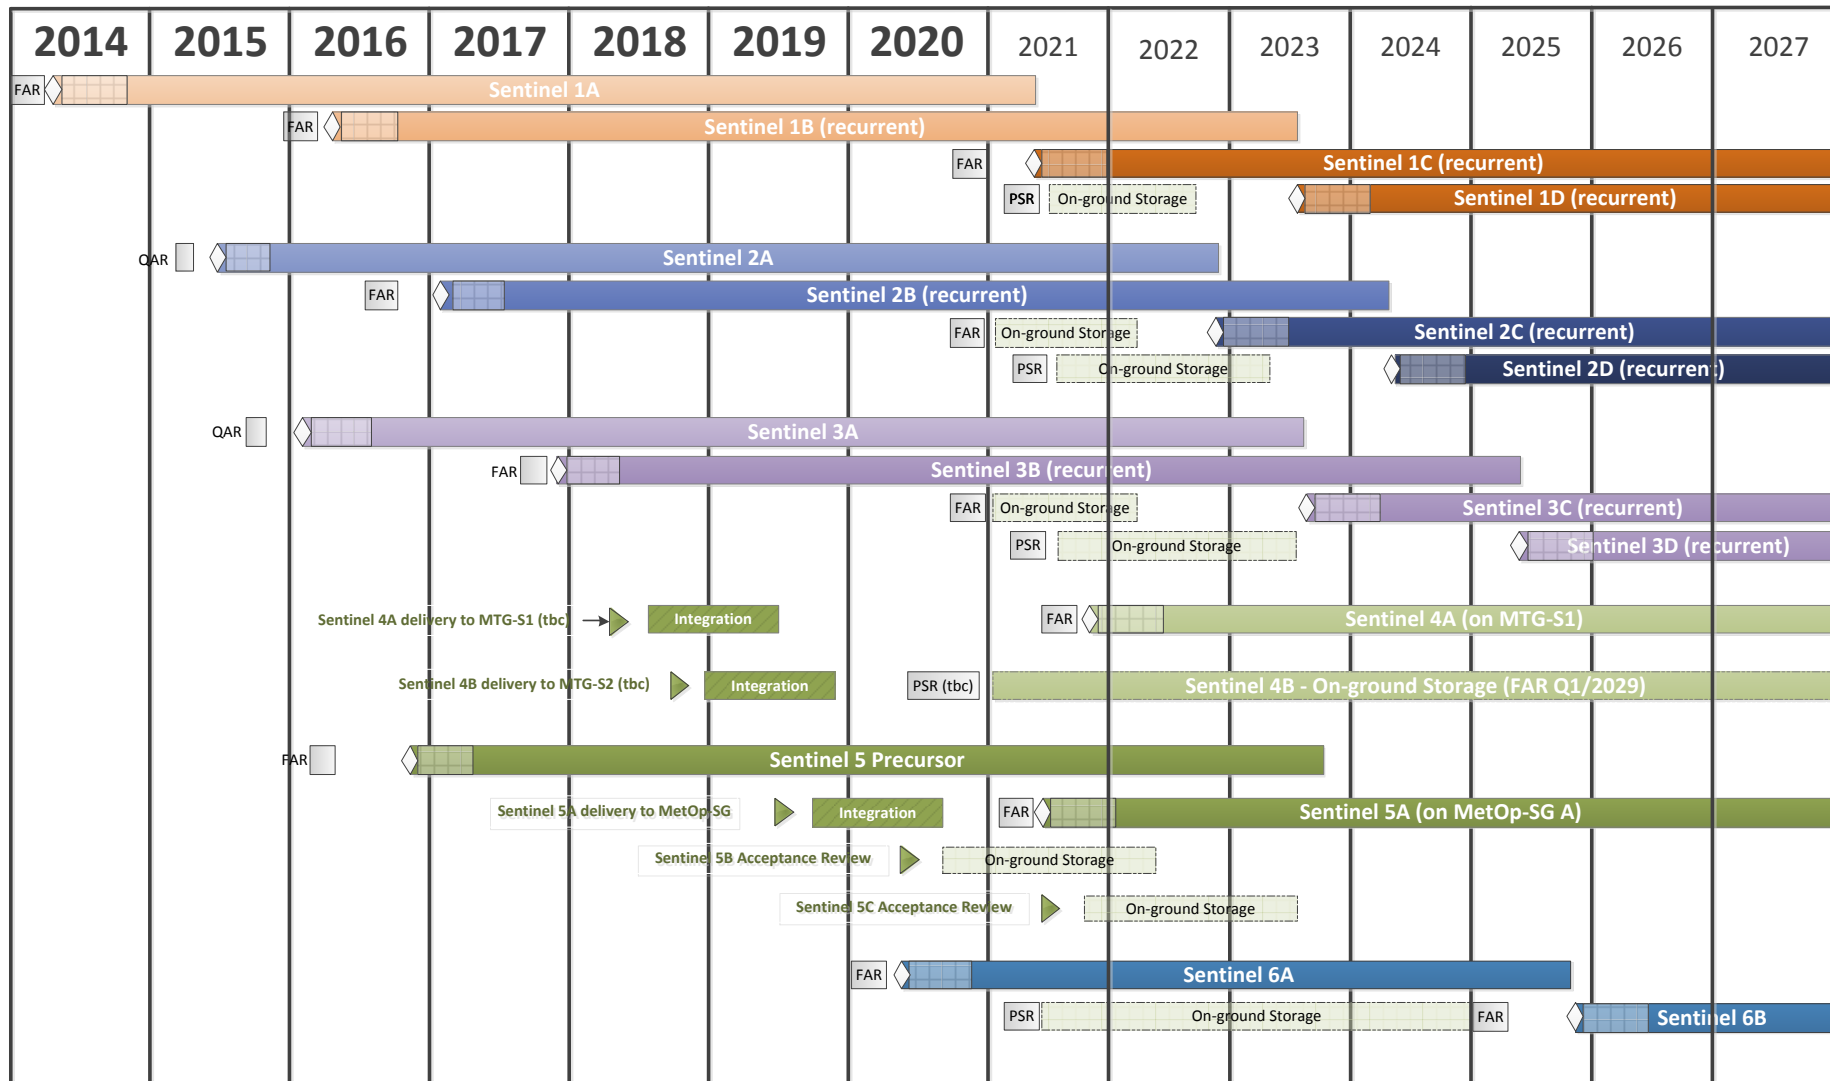 2014 2015 2016 2017 2018 2019 2020 2021 2022 2023 2024 2025 2026 2027
FAR Sentinel 1A
FAR Sentinel 1B (recurrent)
FAR Sentinel 1C (recurrent)
PSR On-ground Storage Sentinel 1D (recurrent)
QAR Sentinel 2A
FAR Sentinel 2B (recurrent)
FAR On-ground Storage Sentinel 2C (recurrent)
PSR On-ground Storage Sentinel 2D (recurrent)
QAR Sentinel 3A
FAR Sentinel 3B (recurrent)
FAR On-ground Storage Sentinel 3C (recurrent)
PSR On-ground Storage Sentinel 3D (recurrent)
Sentinel 4A delivery to MTG-S1 (tbc) Integration FAR Sentinel 4A (on MTG-S1)
Sentinel 4B delivery to MTG-S2 (tbc) Integration PSR (tbc) Sentinel 4B - On-ground Storage (FAR Q1/2029)
FAR Sentinel 5 Precursor
Sentinel 5A delivery to MetOp-SG Integration FAR Sentinel 5A (on MetOp-SG A)
Sentinel 5B Acceptance Review On-ground Storage
Sentinel 5C Acceptance Review On-ground Storage
FAR Sentinel 6A
PSR On-ground Storage FAR Sentinel 6B